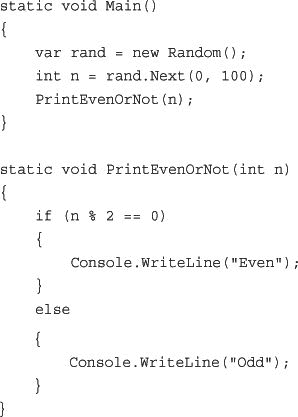 static void Main()
{
    var rand = new Random();
    int n = rand.Next(0, 100);
    PrintEvenOrNot(n);
}

static void PrintEvenOrNot(int n)
{
    if (n % 2 == 0)
    {
        Console.WriteLine("Even");
    }
    else
    {
        Console.WriteLine("Odd");
    }
}